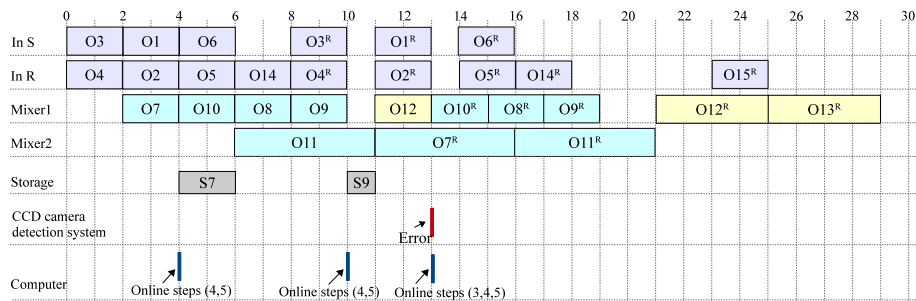 0 2 4 6 8 10 12 14 16 18 20 22 24 26 28 30
In S O3 O1 O6 O3R O1R O6R
In R O4 O2 O5 O14 O4R O2R O5R O14R O15R
Mixer1 O7 O10 O8 O9 O12 O10R O8R O9R O12R O13R
Mixer2 O11 O7R O11R
Storage S7 S9
CCD camera
detection system
Error
Computer
Online steps (4,5) Online steps (4,5) Online steps (3,4,5)